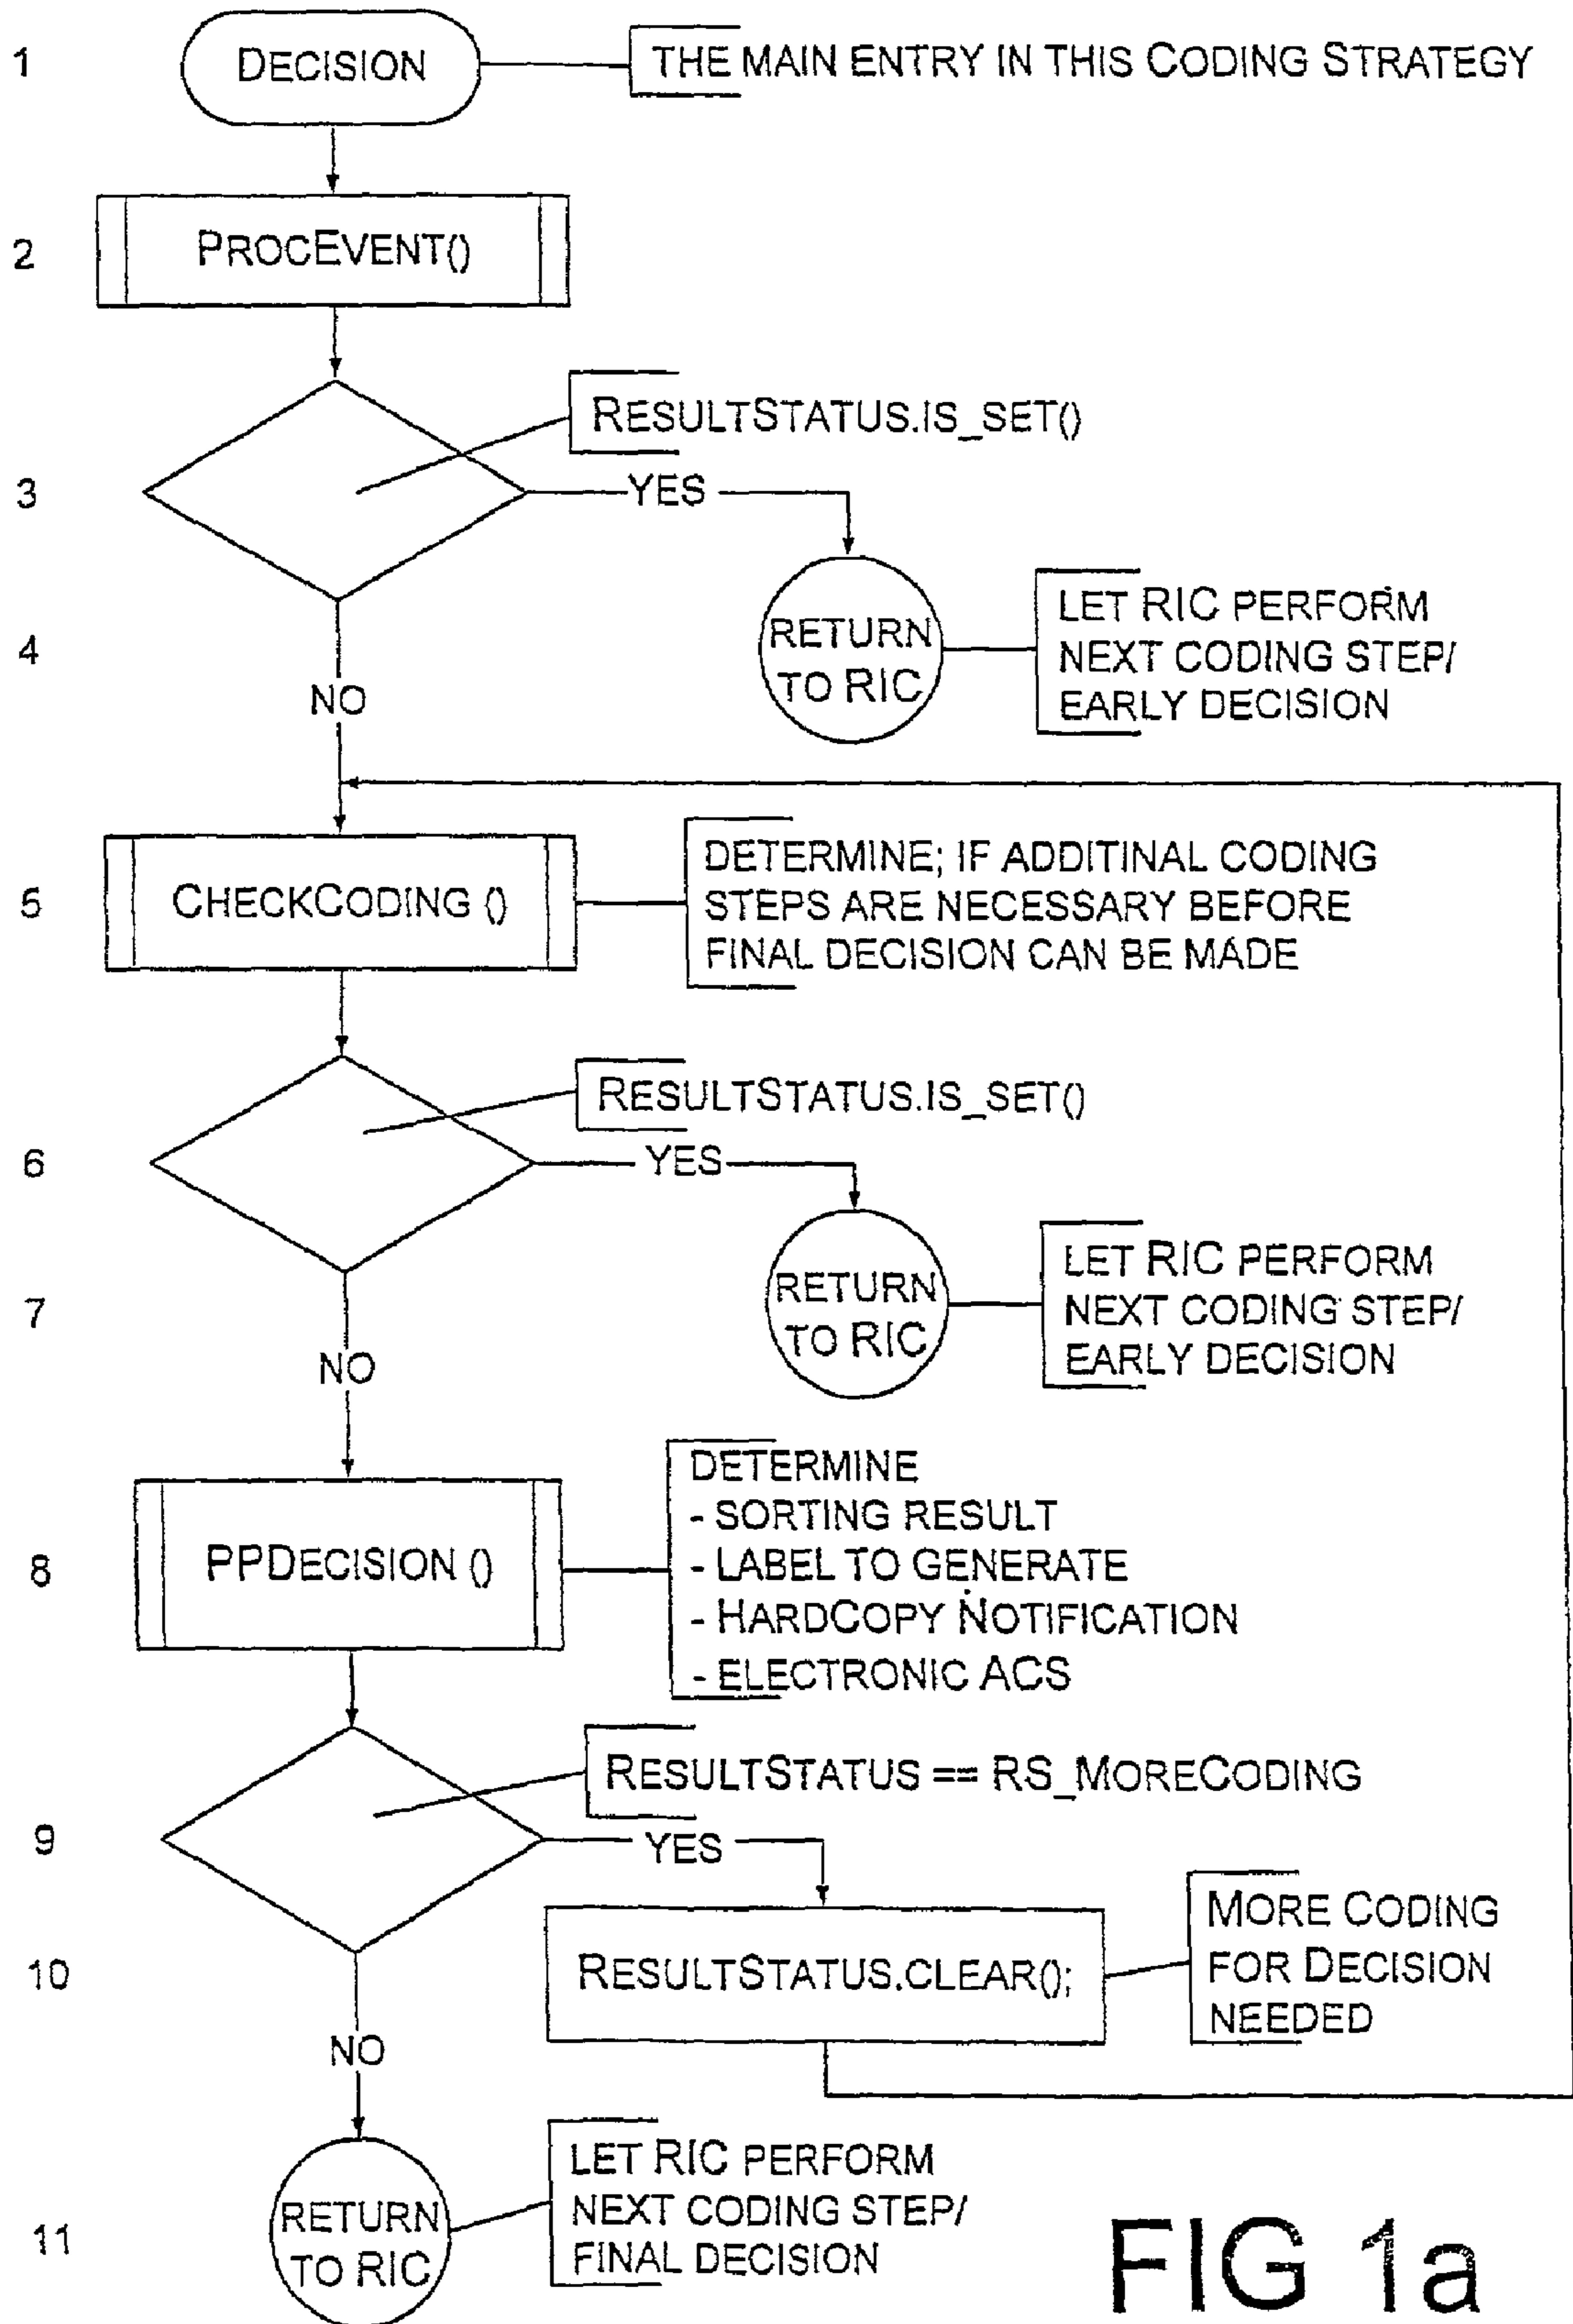 1
DECISION
THE MAIN ENTRY IN THIS CODING STRATEGY
2
PROCEVENT()
RESULTSTATUS.IS_SET()
3
YES
4
RETURN
TO RIC
LET RIC PERFORM
NEXT CODING STEP/
EARLY DECISION
NO
5
CHECKCODING ()
DETERMINE; IF ADDITINAL CODING
STEPS ARE NECESSARY BEFORE
FINAL DECISION CAN BE MADE
RESULTSTATUS.IS_SET()
6
YES
7
RETURN
TO RIC
LET RIC PERFORM
NEXT CODING STEP/
EARLY DECISION
NO
8
PPDECISION ()
DETERMINE
- SORTING RESULT
- LABEL TO GENERATE
- HARDCOPY NOTIFICATION
- ELECTRONIC ACS
RESULTSTATUS == RS_MORECODING
9
YES
10
RESULTSTATUS.CLEAR();
MORE CODING
FOR DECISION
NEEDED
NO
11
RETURN
TO RIC
LET RIC PERFORM
NEXT CODING STEP/
FINAL DECISION
FIG 1a